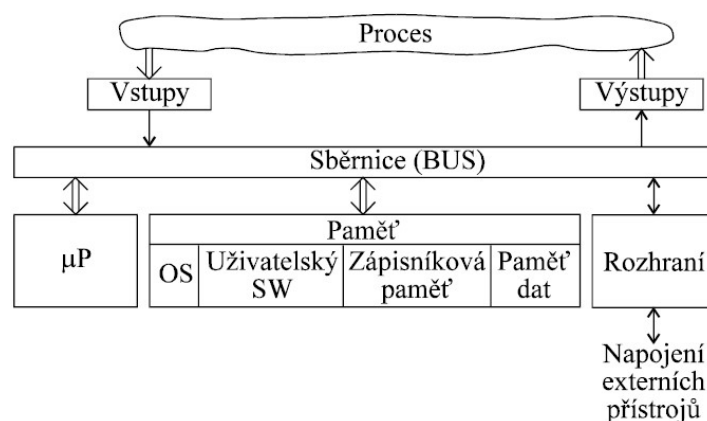 Proces
Vstupy
Výstupy
Sběrnice (BUS)
μP
Paměť
OS
Uživatelský
SW
Zápisníková
paměť
Paměť
dat
Rozhraní
Napojení
externích
přístrojů